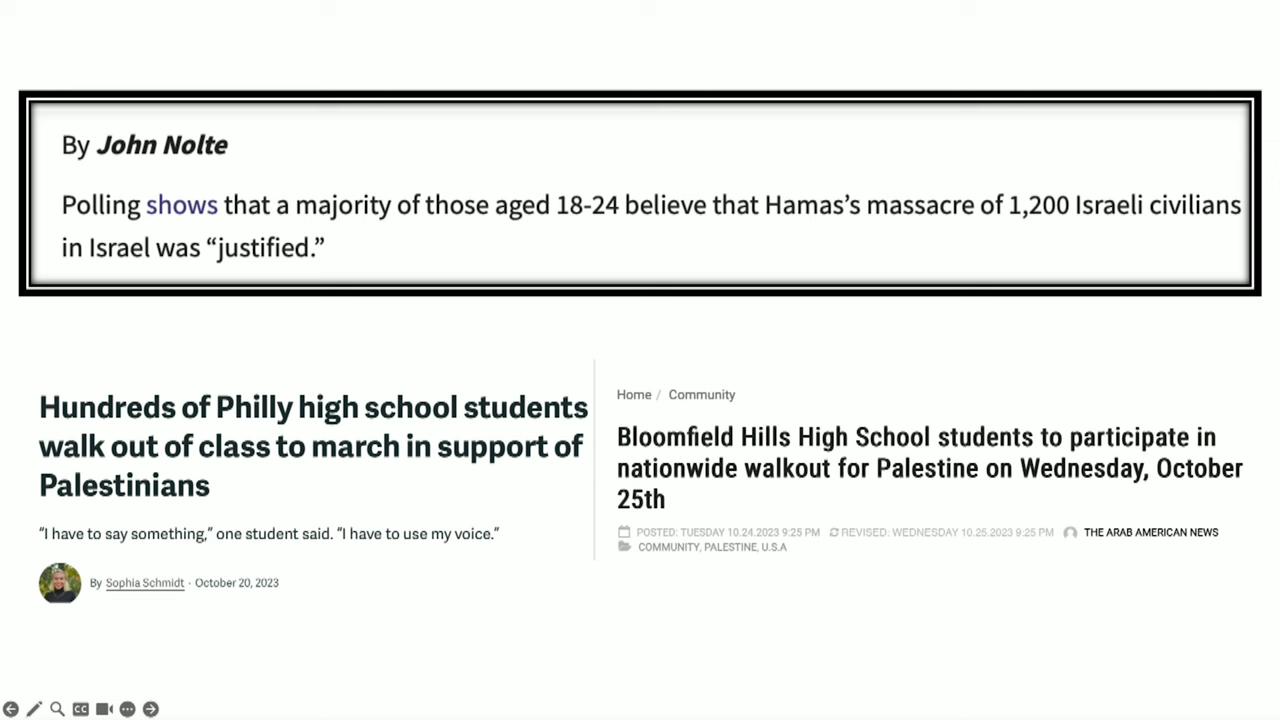 By John Nolte
Polling shows that a majority of those aged 18-24 believe that Hamas’s massacre of 1,200 Israeli civilians
in Israel was “justified.”
Hundreds of Philly high school students
walk out of class to march in support of
Palestinians
“I have to say something,” one student said. “I have to use my voice.”
By Sophia Schmidt · October 20, 2023
Home / Community
Bloomfield Hills High School students to participate in
nationwide walkout for Palestine on Wednesday, October
25th
POSTED: TUESDAY 10.24.2023 9:25 PM REVISED: WEDNESDAY 10.25.2023 9:25 PM THE ARAB AMERICAN NEWS
COMMUNITY, PALESTINE, U.S.A
CC